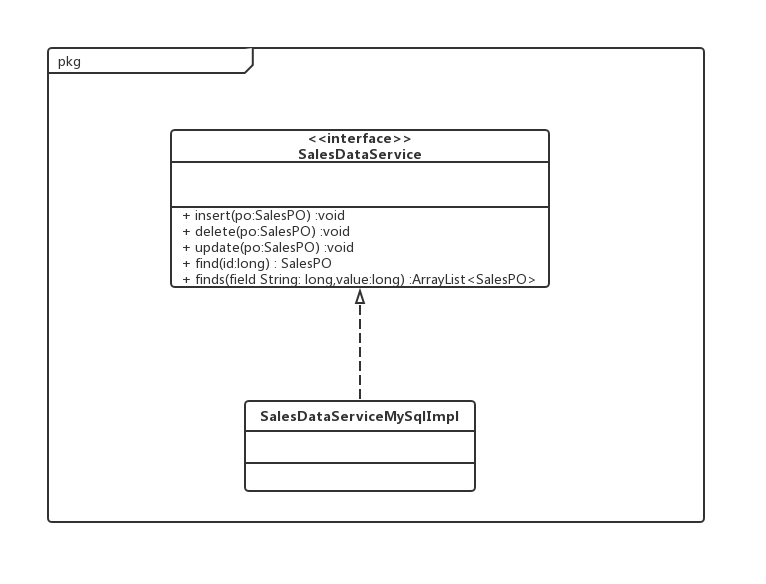 pkg
<<interface>>
SalesDataService
+ insert(po:SalesPO) :void
+ delete(po:SalesPO) :void
+ update(po:SalesPO) :void
+ find(id:long) : SalesPO
+ finds(field String: long,value:long) :ArrayList<SalesPO>
SalesDataServiceMySqlImpl